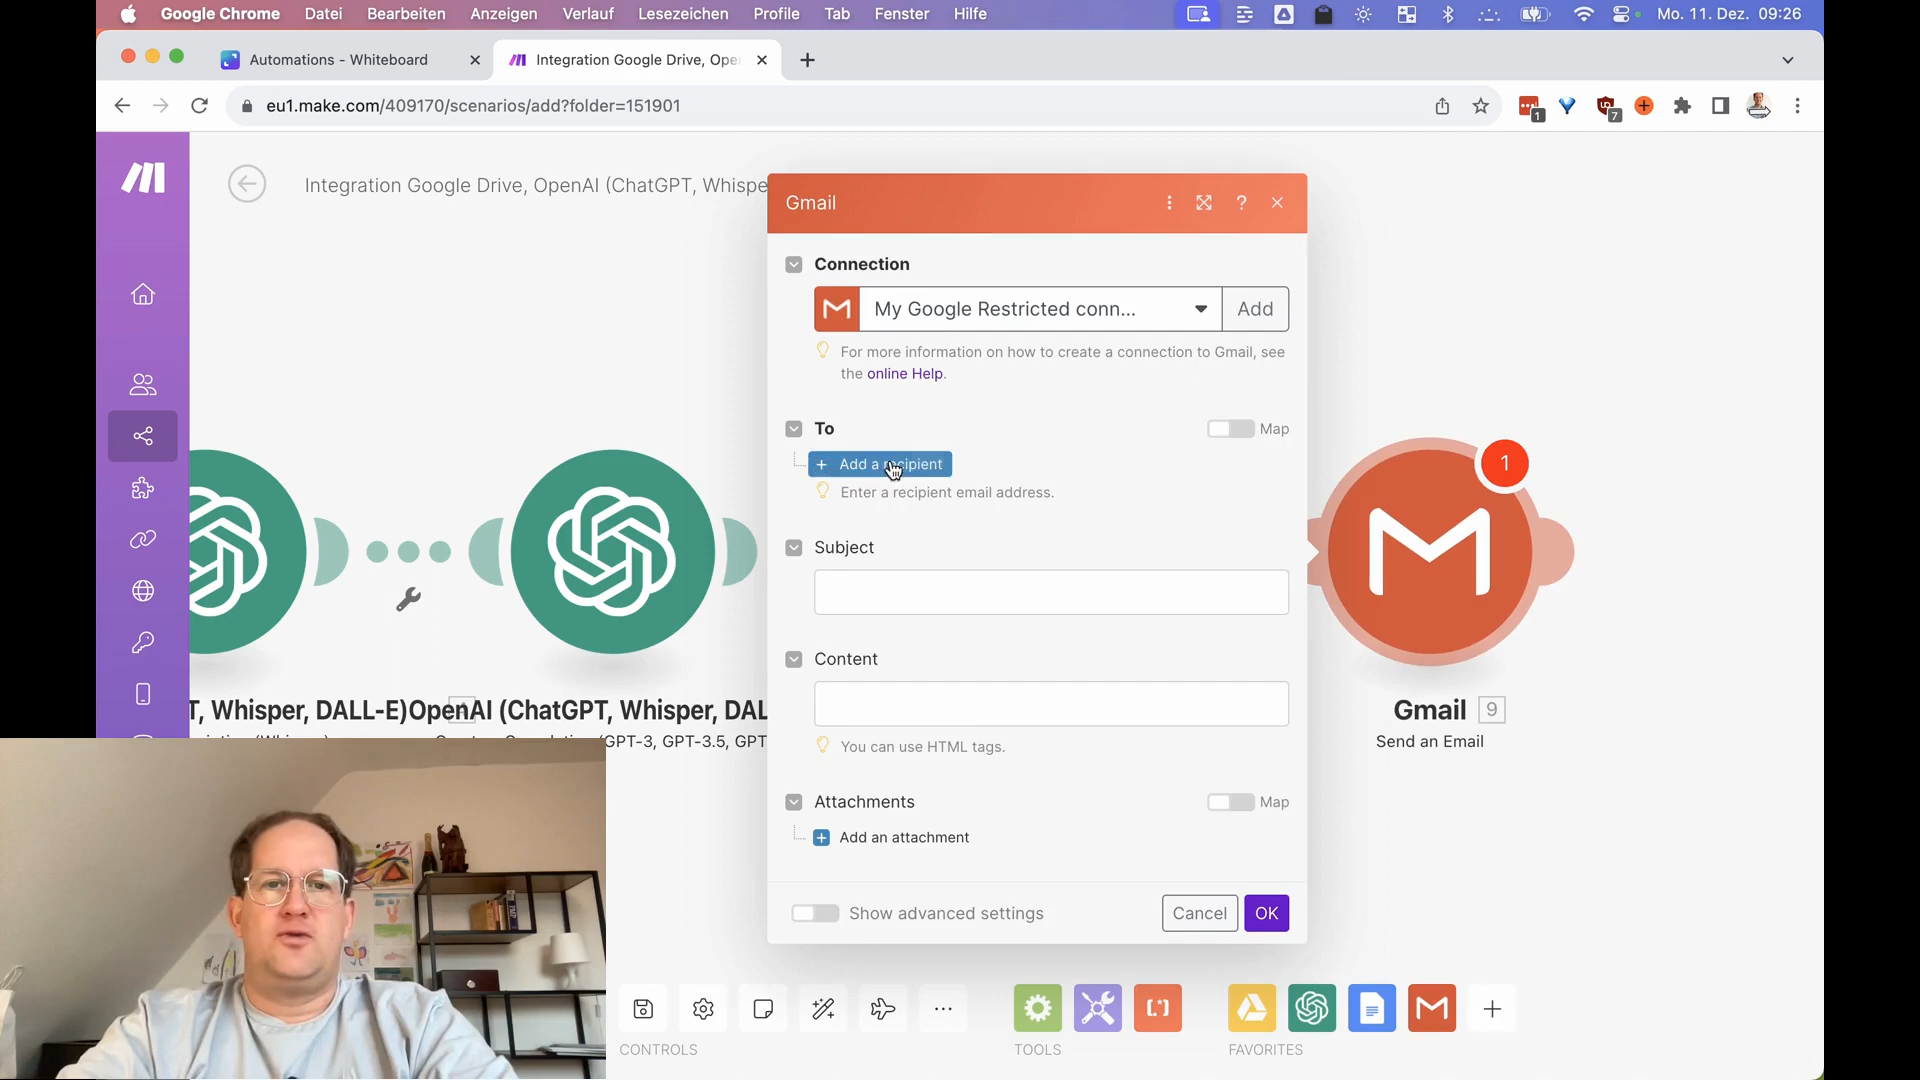 Google Chrome Datei Bearbeiten Anzeigen Verlauf Lesezeichen Profile Tab Fenster Hilfe Mo. 11. Dez. 09:26
Automations - Whiteboard
Integration Google Drive, Ope
eu1.make.com/409170/scenarios/add?folder=151901
1
7
Integration Google Drive, OpenAI (ChatGPT, Whispe
Gmail
Connection
My Google Restricted conn...
Add
For more information on how to create a connection to Gmail, see
the online Help.
To
Map
Add a recipient
Enter a recipient email address.
Subject
Content
You can use HTML tags.
Attachments
Map
Add an attachment
Show advanced settings
Cancel
OK
1
T, Whisper, DALL-E)
OpenAI (ChatGPT, Whisper, DAL
GPT-3, GPT-3.5, GPT
Gmail 9
Send an Email
CONTROLS
TOOLS
FAVORITES